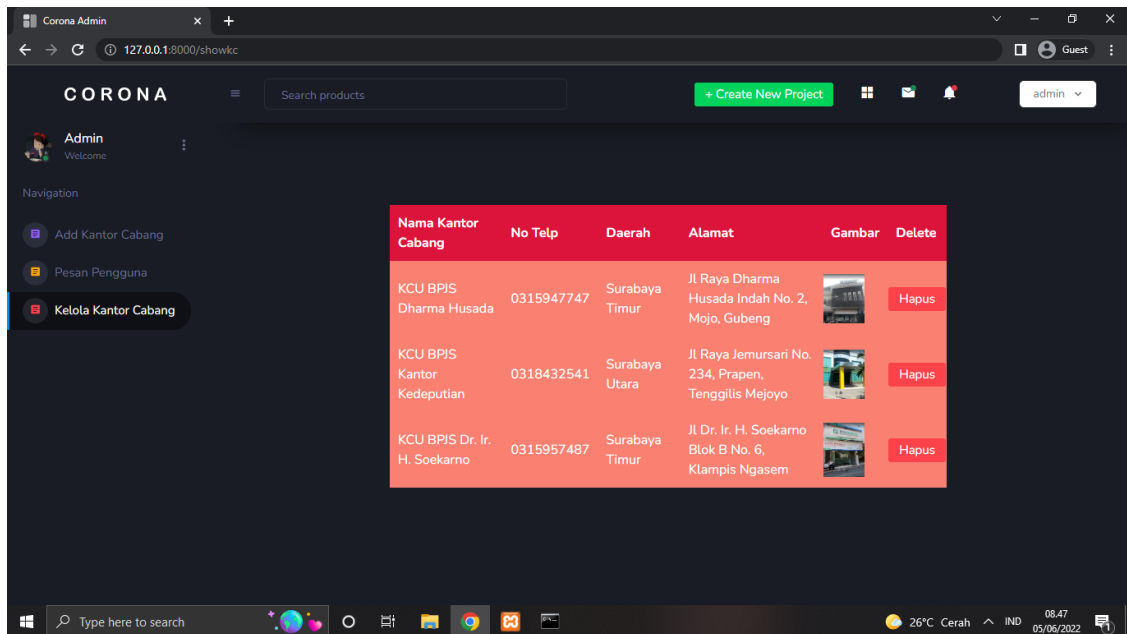 Corona Admin
127.0.0.1:8000/showkc
Guest
CORONA
Search products
+ Create New Project
admin
Admin
Welcome
Navigation
Add Kantor Cabang
Pesan Pengguna
Kelola Kantor Cabang
Nama Kantor
Cabang
No Telp
Daerah
Alamat
Gambar
Delete
KCU BPJS
Dharma Husada
0315947747
Surabaya
Timur
Jl Raya Dharma
Husada Indah No. 2,
Mojo, Gubeng
Hapus
KCU BPJS
Kantor
Kedeputian
0318432541
Surabaya
Utara
Jl Raya Jemursari No.
234, Prapen,
Tenggilis Mejoyo
Hapus
KCU BPJS Dr. Ir.
H. Soekarno
0315957487
Surabaya
Timur
Jl Dr. Ir. H. Soekarno
Blok B No. 6,
Klampis Ngasem
Hapus
Type here to search
26°C Cerah
IND
08.47
05/06/2022
1